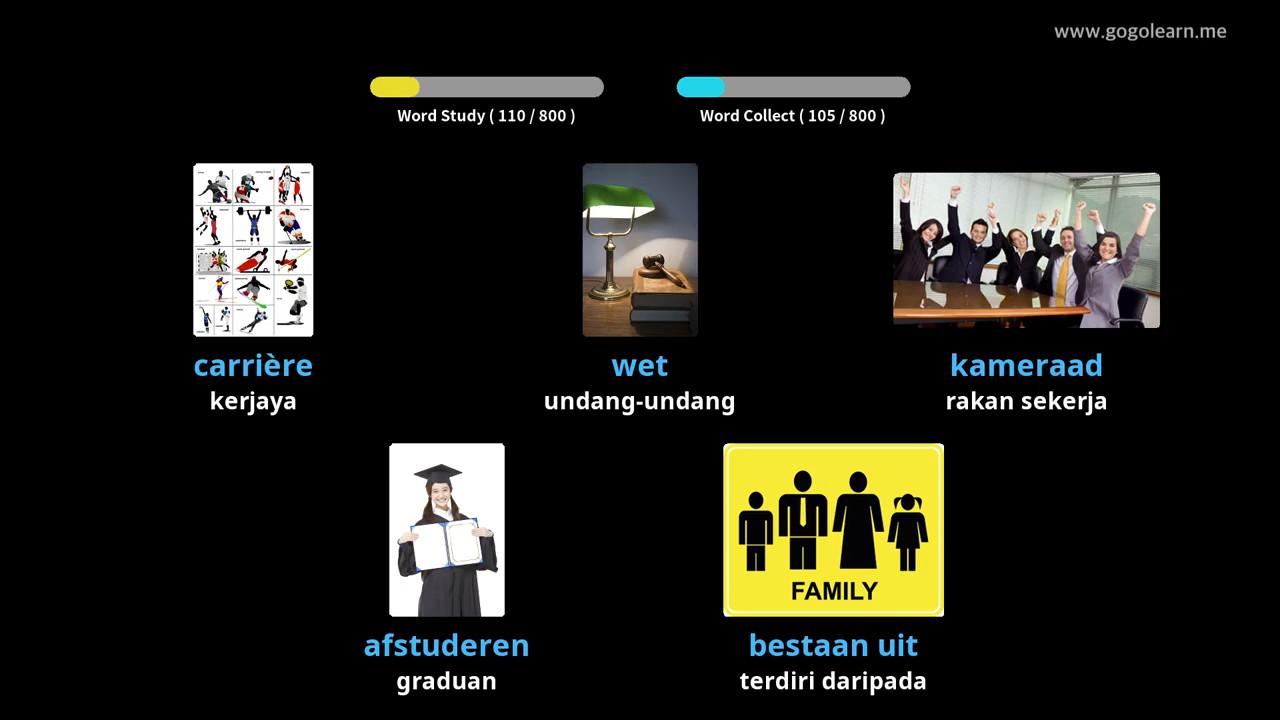 www.gogolearn.me
Word Study ( 110 / 800 )
Word Collect ( 105 / 800 )
carrière
kerjaya
wet
undang-undang
kameraad
rakan sekerja
FAMILY
afstuderen
graduan
bestaan uit
terdiri daripada